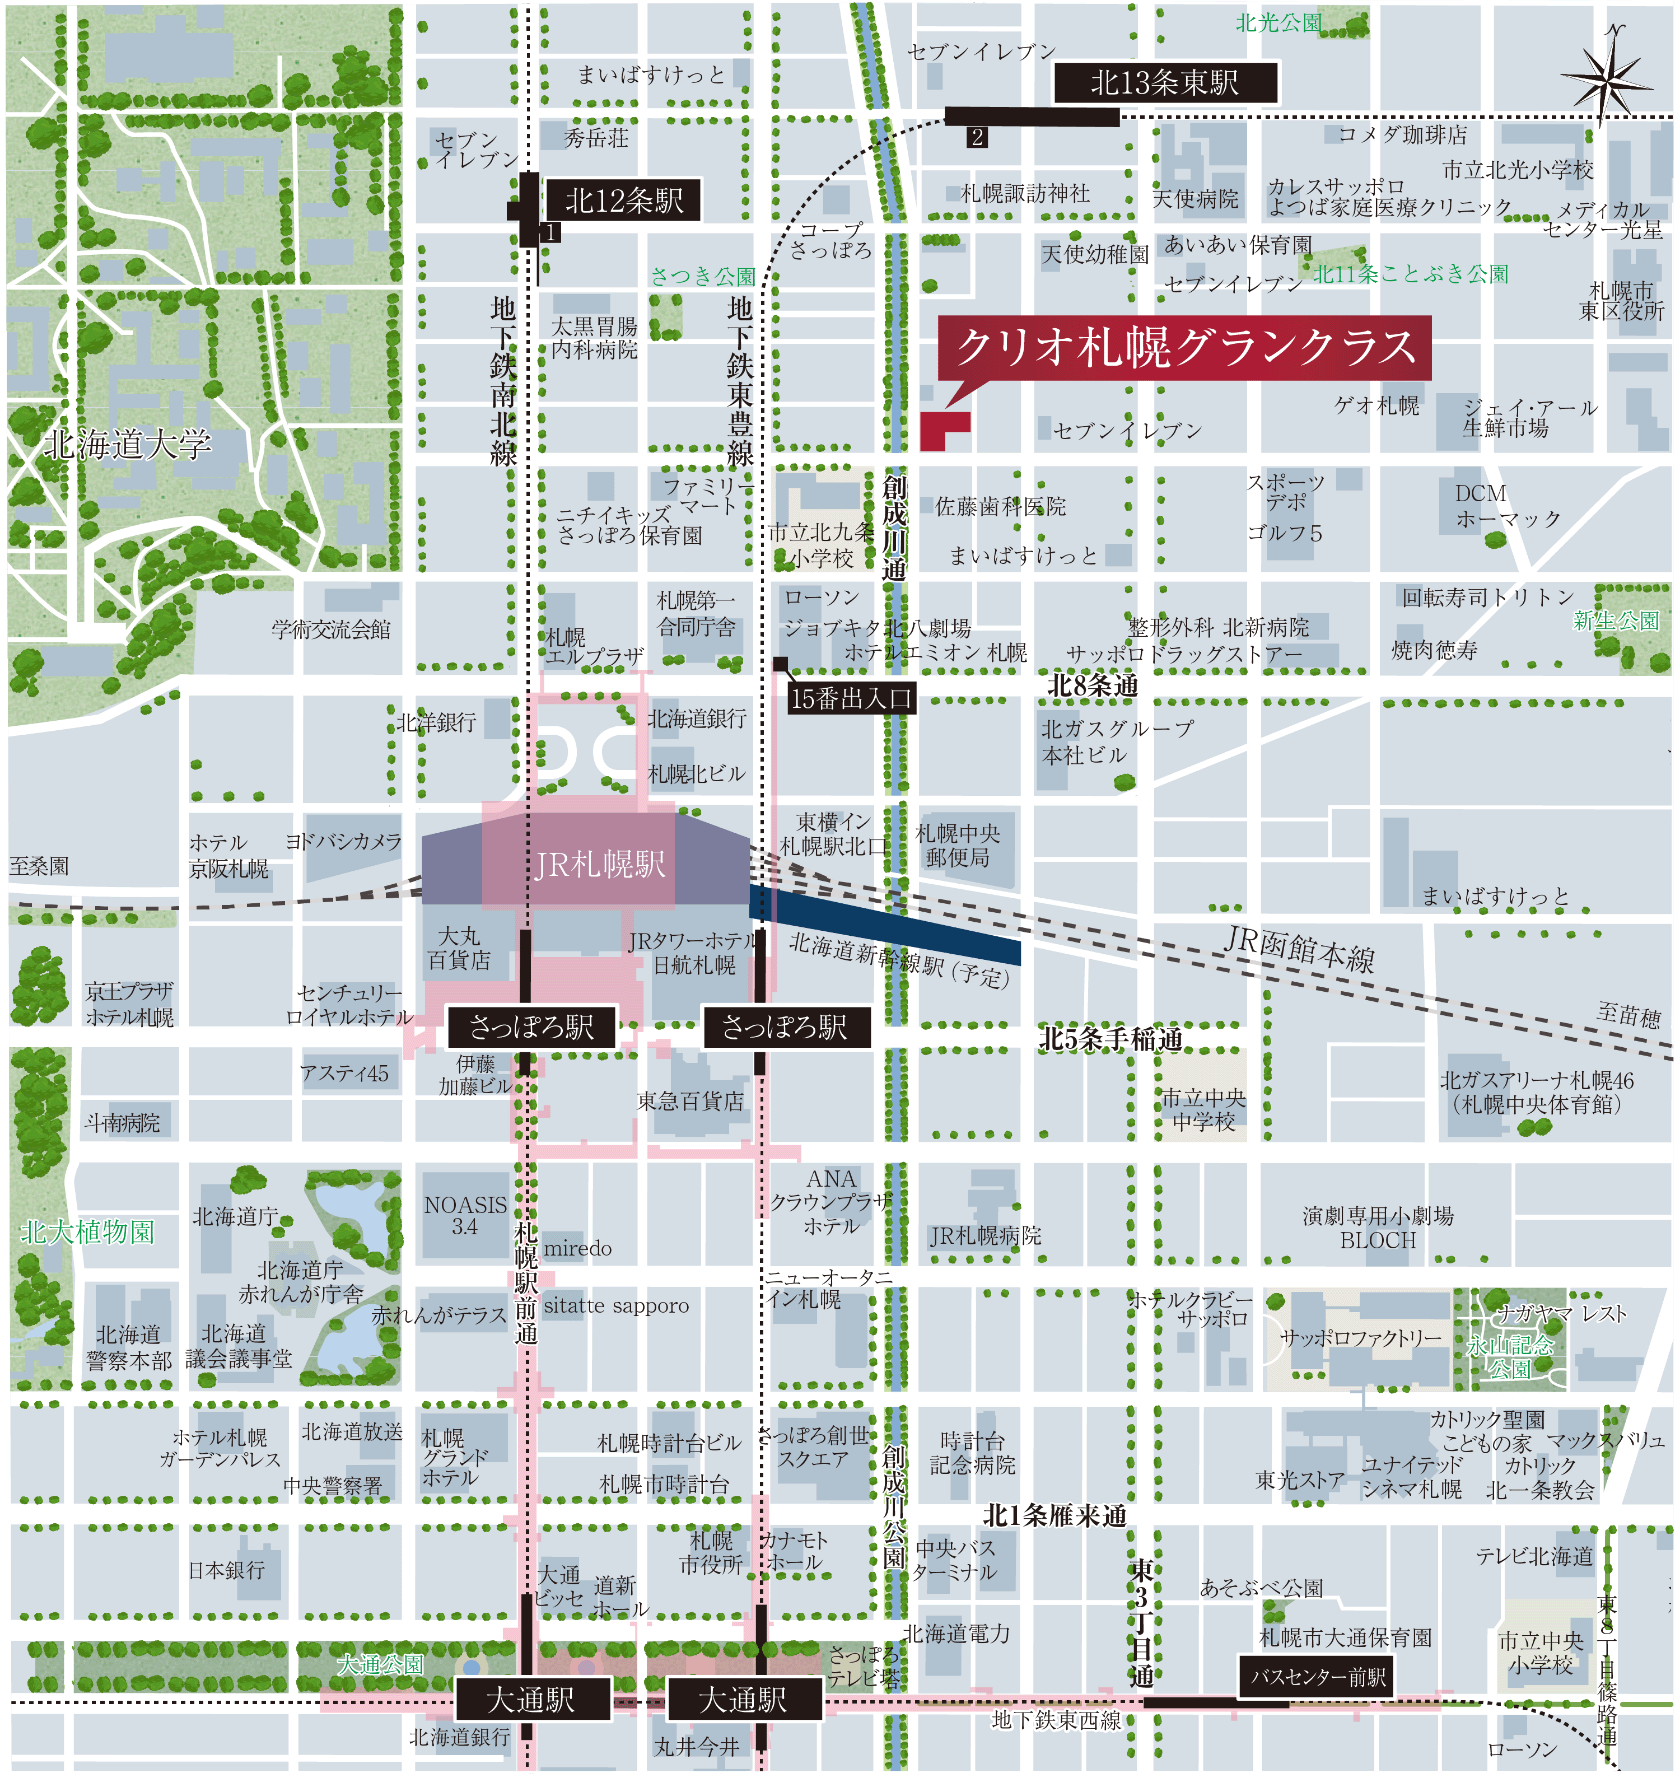 北光公園
N
セブンイレブン
まいばすけっと
北13条東駅
2
セブン
イレブン
秀岳荘
コメダ珈琲店
市立北光小学校
北12条駅
1
札幌諏訪神社
天使病院
カレスサッポロ
よつば家庭医療クリニック
メディカル
センター光星
コープ
さっぽろ
天使幼稚園
あいあい保育園
セブンイレブン
北11条ことぶき公園
さつき公園
札幌市
東区役所
地下鉄南北線
太黒胃腸
内科病院
地下鉄東豊線
クリオ札幌グランクラス
ゲオ札幌
ジェイ・アール
生鮮市場
セブンイレブン
北海道大学
創成川通
ファミリー
マート
ニチイキッズ
さっぽろ保育園
市立北九条
小学校
佐藤歯科医院
まいばすけっと
スポーツ
デポ
ゴルフ5
DCM
ホーマック
学術交流会館
札幌
エルプラザ
札幌第一
合同庁舎
ローソン
ジョブキタ北八劇場
ホテルエミオン 札幌
整形外科 北新病院
サッポロドラッグストアー
回転寿司トリトン
焼肉徳寿
新生公園
北8条通
15番出入口
北洋銀行
北海道銀行
札幌北ビル
北ガスグループ
本社ビル
至桑園
ホテル
京阪札幌
ヨドバシカメラ
JR札幌駅
東横イン
札幌駅北口
札幌中央
郵便局
まいばすけっと
大丸
百貨店
JRタワーホテル
日航札幌
北海道新幹線駅（予定）
JR函館本線
至苗穂
京王プラザ
ホテル札幌
センチュリー
ロイヤルホテル
さっぽろ駅
さっぽろ駅
北5条手稲通
アスティ45
伊藤
加藤ビル
東急百貨店
斗南病院
市立中央
中学校
北ガスアリーナ札幌46
（札幌中央体育館）
北大植物園
北海道庁
NOASIS
3.4
ANA
クラウンプラザ
ホテル
JR札幌病院
演劇専用小劇場
BLOCH
札幌駅前通
miredo
北海道庁
赤れんが庁舎
赤れんがテラス
sitatte sapporo
ニューオータニ
イン札幌
北海道
警察本部
北海道
議会議事堂
ホテルクラビー
サッポロ
サッポロファクトリー
ナガヤマ レスト
永山記念
公園
ホテル札幌
ガーデンパレス
北海道放送
中央警察署
札幌
グランド
ホテル
札幌時計台ビル
札幌市時計台
さっぽろ創世
スクエア
創成川公園
時計台
記念病院
東光ストア
ユナイテッド
シネマ札幌
カトリック聖園
こどもの家
カトリック
北一条教会
マックスバリュ
北1条雁来通
日本銀行
大通
ビッセ
道新
ホール
札幌
市役所
カナモト
ホール
中央バス
ターミナル
東3丁目通
テレビ北海道
あそぶべ公園
北海道電力
札幌市大通保育園
市立中央
小学校
東8丁目篠路通
大通公園
さっぽろ
テレビ塔
大通駅
大通駅
バスセンター前駅
北海道銀行
丸井今井
地下鉄東西線
ローソン